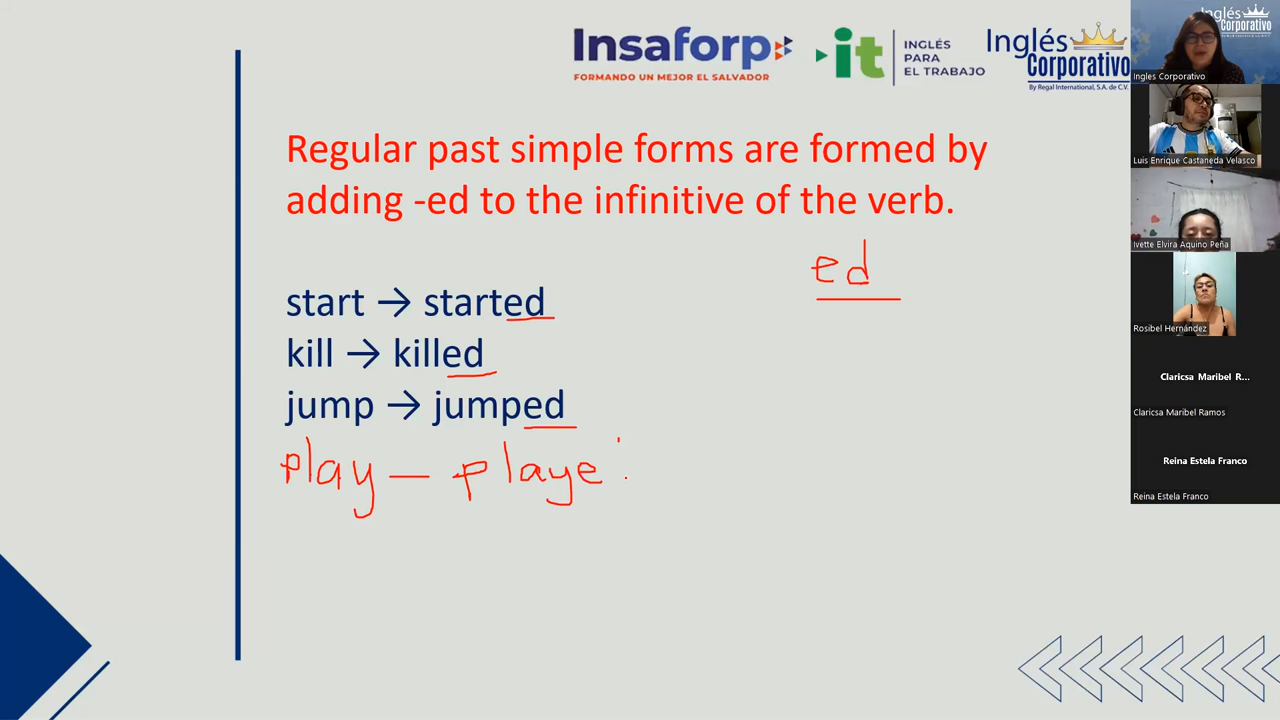 Insaforp
FORMANDO UN MEJOR EL SALVADOR
it
INGLÉS
PARA
EL TRABAJO
Inglés
Corporativo
By Regal International, S.A. de C.V.
Regular past simple forms are formed by
adding -ed to the infinitive of the verb.
ed
start → started
kill → killed
jump → jumped
play — playe
Inglés
Corporativo
Ingles Corporativo
Luis Enrique Castaneda Velasco
Ivette Elvira Aquino Peña
Rosibel Hernández
Claricsa Maribel R...
Claricsa Maribel Ramos
Reina Estela Franco
Reina Estela Franco